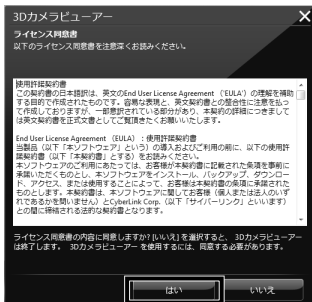 3Dカメラビューアー
ライセンス同意書
以下のライセンス同意書を注意深くお読みください。
使用許諾契約書
この契約書の日本語訳は、英文のEnd User License Agreement （'EULA'）の理解を補助
する目的で作成されたものです。容易な表現と、英文契約書との整合性に注意を払っ
て作成しておりますが、一部意訳されている部分があり、本契約の詳細につきまして
は英文契約書を正式文書としてご覧頂きたくお願いいたします。
End User License Agreement （EULA）：使用許諾契約書
当製品（以下「本ソフトウェア」という）の導入およびご利用の前に、以下の使用許
諾契約書（以下「本契約書」とする）をお読みください。
本ソフトウェアのご利用にあたっては、お客様が本契約書に記載された条項を事前に
承諾いただくものとし、本ソフトウェアをインストール、バックアップ、ダウンロー
ド、アクセス、または使用することによって、お客様は本契約書の条項に承諾された
ものとします。本契約書は、本ソフトウェアに関してお客様（個人または法人のいず
れであるかを問いません）とCyberLink Corp.（以下「サイバーリンク」といいます）
との間に締結される法的な契約書となります。
ライセンス同意書の内容に同意しますか? [いいえ] を選択すると、3Dカメラビューアー
は終了します。 3Dカメラビューアー を使用するには、同意する必要があります。
はい
いいえ